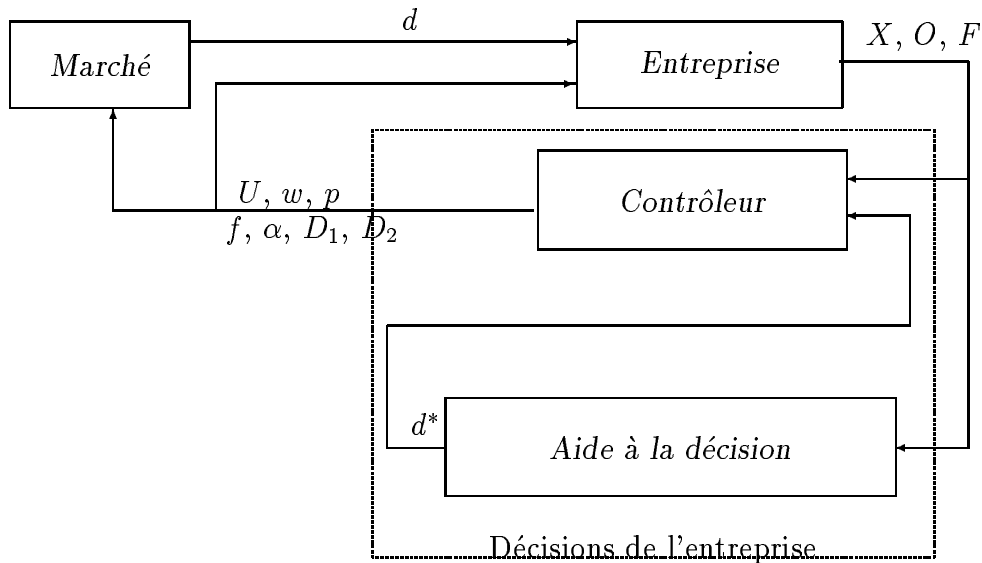 d
X, O, F
Marché
Entreprise
U, w, p
f, α, D₁, D₂
Contrôleur
d*
Aide à la décision
Décisions de l'entreprise